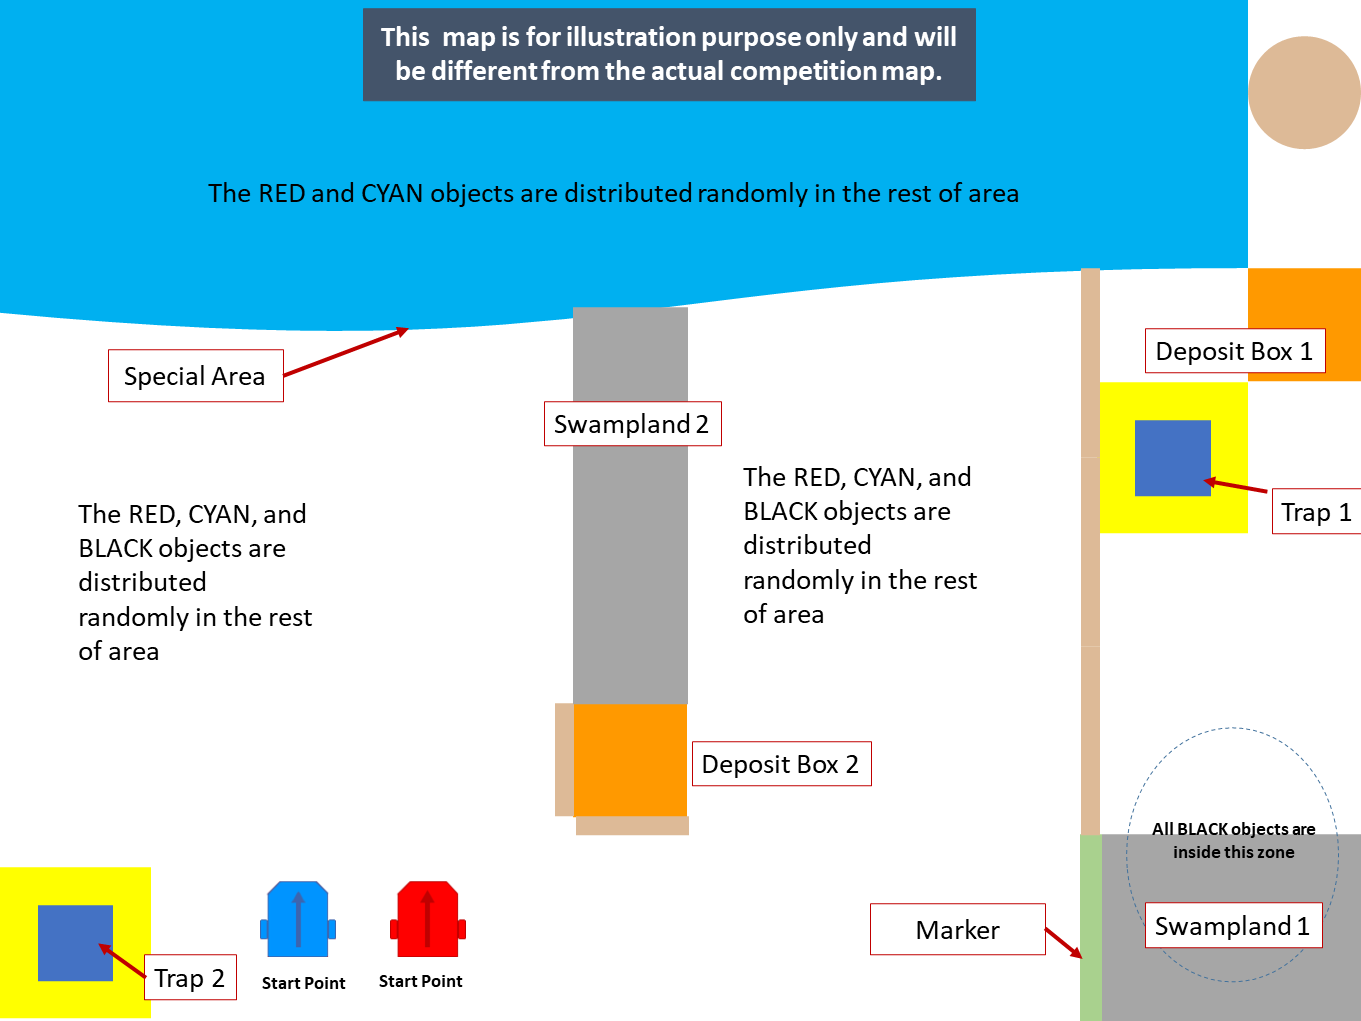 This map is for illustration purpose only and will
be different from the actual competition map.
The RED and CYAN objects are distributed randomly in the rest of area
Deposit Box 1
Special Area
Swampland 2
The RED, CYAN, and
BLACK objects are
distributed
randomly in the rest
of area
Trap 1
The RED, CYAN, and
BLACK objects are
distributed
randomly in the rest
of area
Deposit Box 2
All BLACK objects are
inside this zone
Swampland 1
Marker
Trap 2
Start Point
Start Point